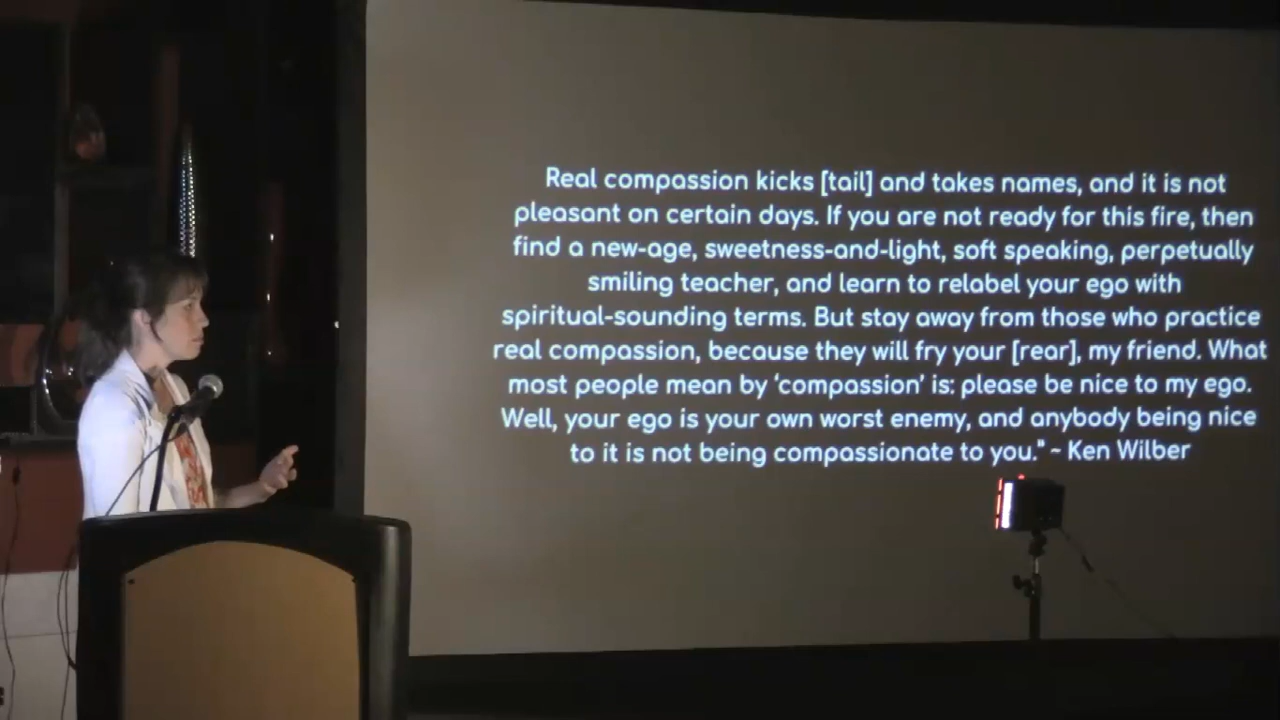 Real compassion kicks [tail] and takes names, and it is not
pleasant on certain days. If you are not ready for this fire, then
find a new-age, sweetness-and-light, soft speaking, perpetually
smiling teacher, and learn to relabel your ego with
spiritual-sounding terms. But stay away from those who practice
real compassion, because they will fry your [rear], my friend. What
most people mean by ‘compassion’ is: please be nice to my ego.
Well, your ego is your own worst enemy, and anybody being nice
to it is not being compassionate to you." ~ Ken Wilber